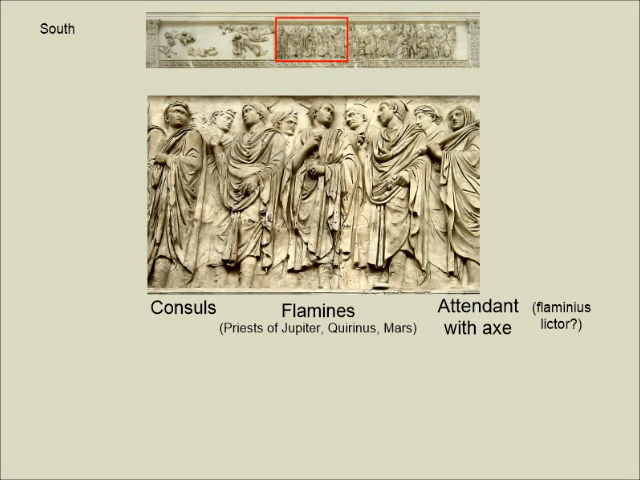 South
Consuls
Flamines
(Priests of Jupiter, Quirinus, Mars)
Attendant
with axe
(flaminius
lictor?)